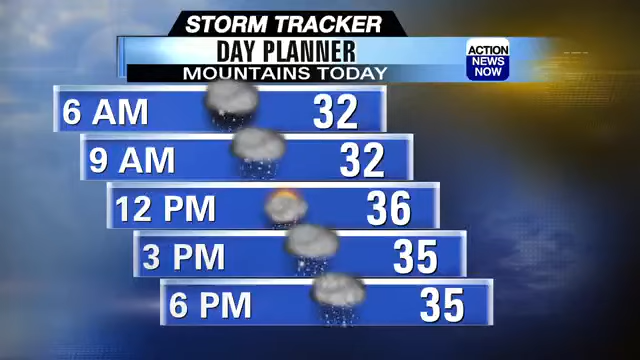 STORM TRACKER
DAY PLANNER
MOUNTAINS TODAY
ACTION
NEWS
NOW
6 AM 32
9 AM 32
12 PM 36
3 PM 35
6 PM 35